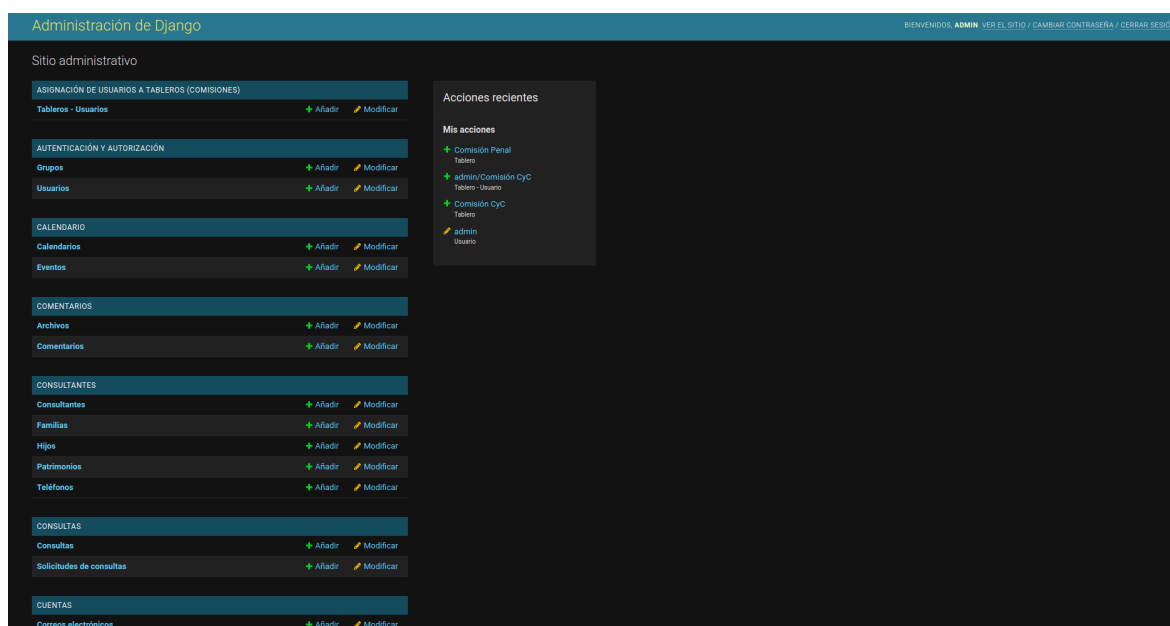 Administración de Django
BIENVENIDOS, ADMIN VER EL SITIO / CAMBIAR CONTRASEÑA / CERRAR SESIÓ
Sitio administrativo
ASIGNACIÓN DE USUARIOS A TABLEROS (COMISIONES)
Tableros - Usuarios Añadir Modificar
AUTENTICACIÓN Y AUTORIZACIÓN
Grupos Añadir Modificar
Usuarios Añadir Modificar
CALENDARIO
Calendarios Añadir Modificar
Eventos Añadir Modificar
COMENTARIOS
Archivos Añadir Modificar
Comentarios Añadir Modificar
CONSULTANTES
Consultantes Añadir Modificar
Familias Añadir Modificar
Hijos Añadir Modificar
Patrimonios Añadir Modificar
Teléfonos Añadir Modificar
CONSULTAS
Consultas Añadir Modificar
Solicitudes de consultas Añadir Modificar
CUENTAS
Correos electrónicos Añadir Modificar
Acciones recientes
Mis acciones
Comisión Penal
Tablero
admin/Comisión CyC
Tablero - Usuario
Comisión CyC
Tablero
admin
Usuario